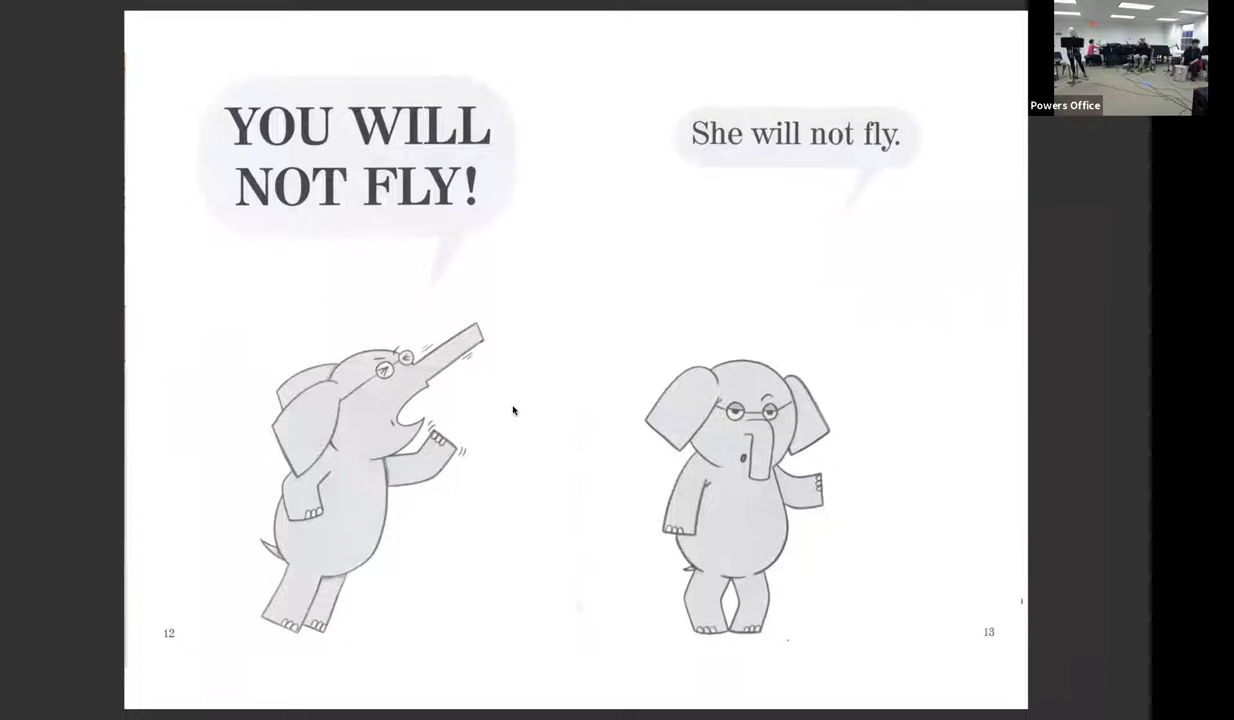 YOU WILL
NOT FLY!
She will not fly.
12
13
Powers Office